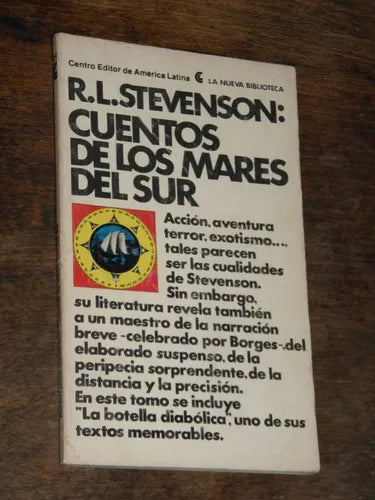 Centro Editor de América Latina LA NUEVA BIBLIOTECA
R.L.STEVENSON:
CUENTOS
DE LOS MARES
DEL SUR
Acción, aventura
terror, exotismo....
tales parecen
ser las cualidades
de Stevenson.
Sin embargo,
su literatura revela también
a un maestro de la narración
breve -celebrado por Borges-, del
elaborado suspenso, de la
peripecia sorprendente, de la
distancia y la precisión.
En este tomo se incluye
"La botella diabólica", uno de sus
textos memorables.